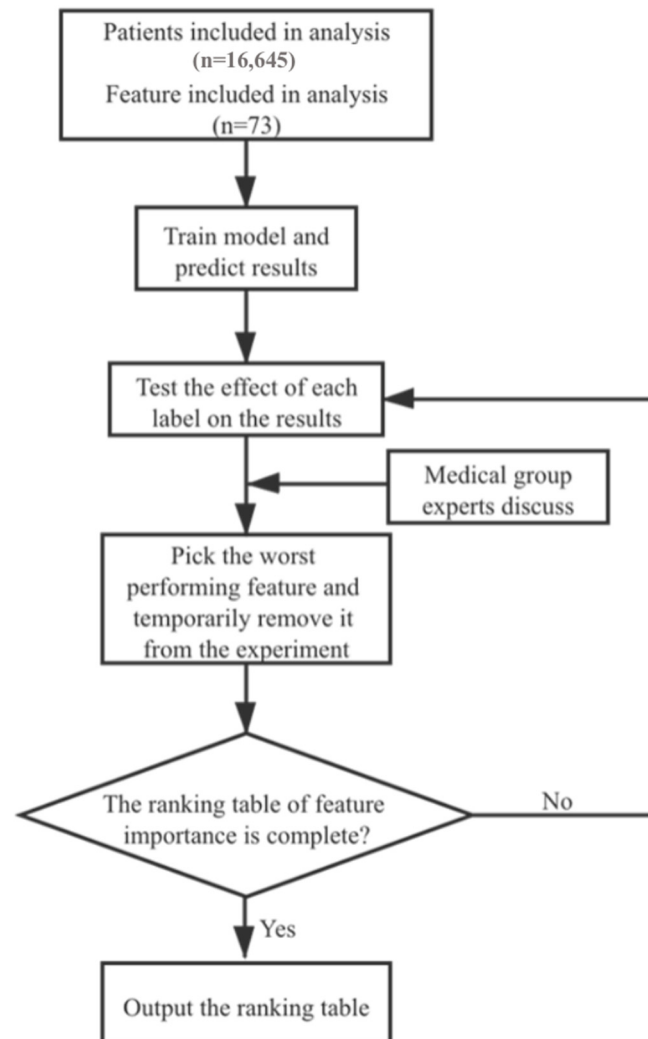 Patients included in analysis
(n=16,645)
Feature included in analysis
(n=73)
Train model and
predict results
Test the effect of each
label on the results
Medical group
experts discuss
Pick the worst
performing feature and
temporarily remove it
from the experiment
The ranking table of feature
importance is complete?
No
Yes
Output the ranking table